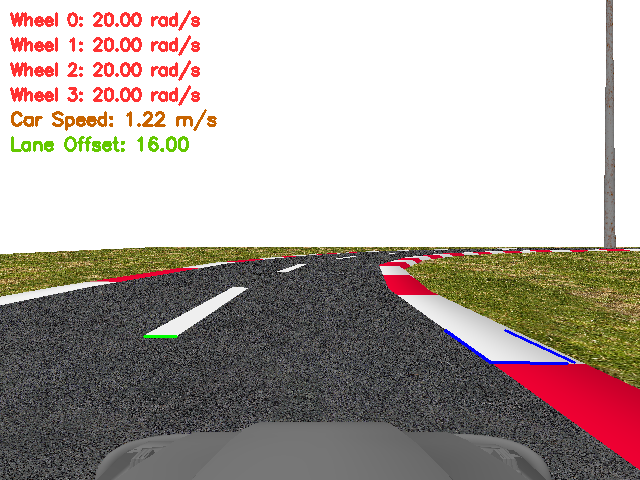 Wheel 0: 20.00 rad/s
Wheel 1: 20.00 rad/s
Wheel 2: 20.00 rad/s
Wheel 3: 20.00 rad/s
Car Speed: 1.22 m/s
Lane Offset: 16.00